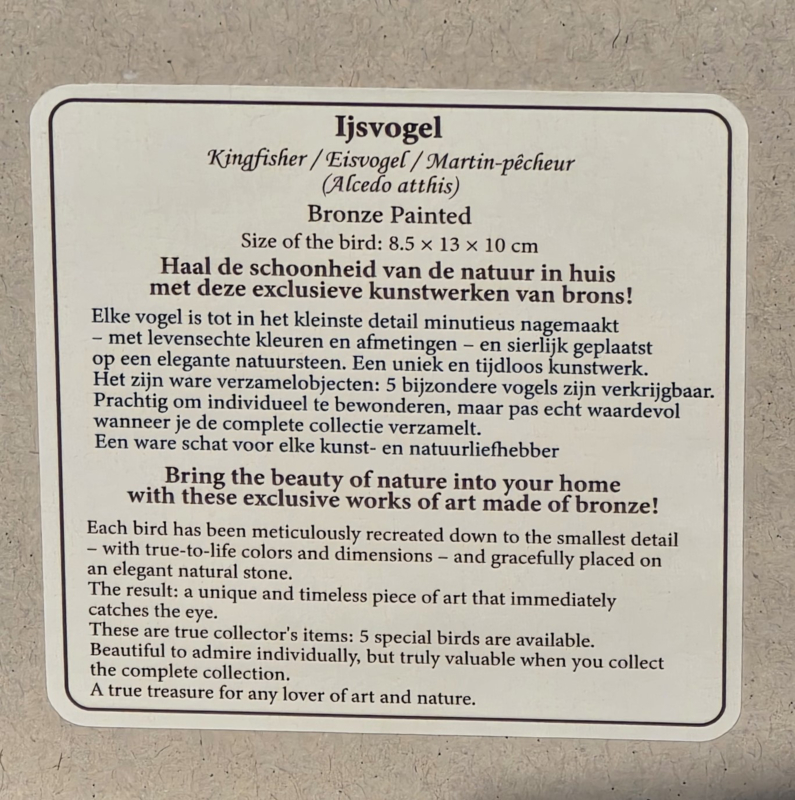 Ijsvogel
Kingfisher / Eisvogel / Martin-pêcheur
(Alcedo atthis)
Bronze Painted
Size of the bird: 8.5 × 13 × 10 cm
Haal de schoonheid van de natuur in huis
met deze exclusieve kunstwerken van brons!
Elke vogel is tot in het kleinste detail minutieus nagemaakt
– met levensechte kleuren en afmetingen – en sierlijk geplaatst
op een elegante natuursteen. Een uniek en tijdloos kunstwerk.
Het zijn ware verzamelobjecten: 5 bijzondere vogels zijn verkrijgbaar.
Prachtig om individueel te bewonderen, maar pas echt waardevol
wanneer je de complete collectie verzamelt.
Een ware schat voor elke kunst- en natuurliefhebber
Bring the beauty of nature into your home
with these exclusive works of art made of bronze!
Each bird has been meticulously recreated down to the smallest detail
– with true-to-life colors and dimensions – and gracefully placed on
an elegant natural stone.
The result: a unique and timeless piece of art that immediately
catches the eye.
These are true collector's items: 5 special birds are available.
Beautiful to admire individually, but truly valuable when you collect
the complete collection.
A true treasure for any lover of art and nature.